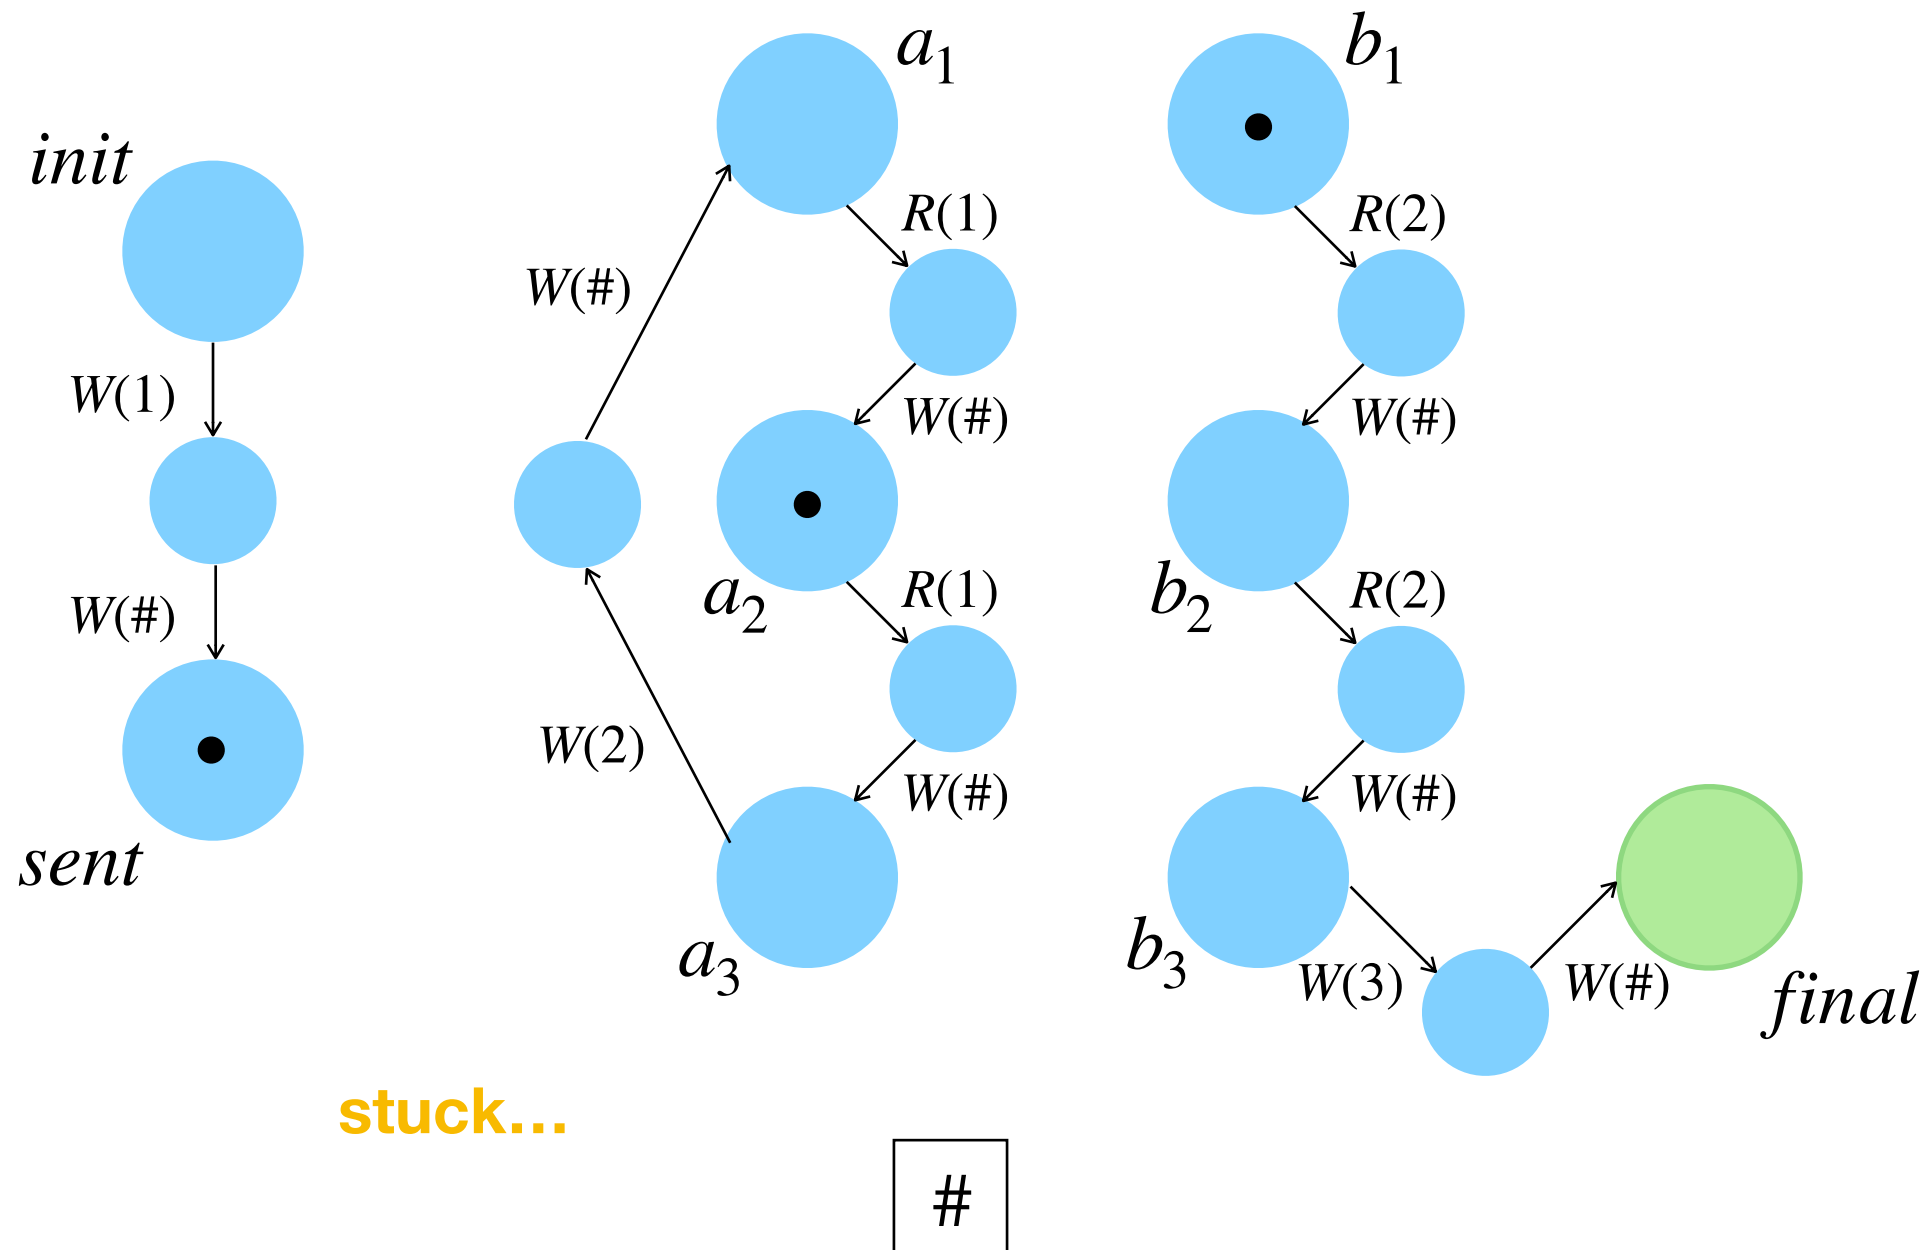 init
W(1)
W(#)
sent
a1
R(1)
W(#)
W(#)
a2
R(1)
W(2)
W(#)
a3
b1
R(2)
W(#)
b2
R(2)
W(#)
b3
W(3)
W(#)
final
stuck...
#